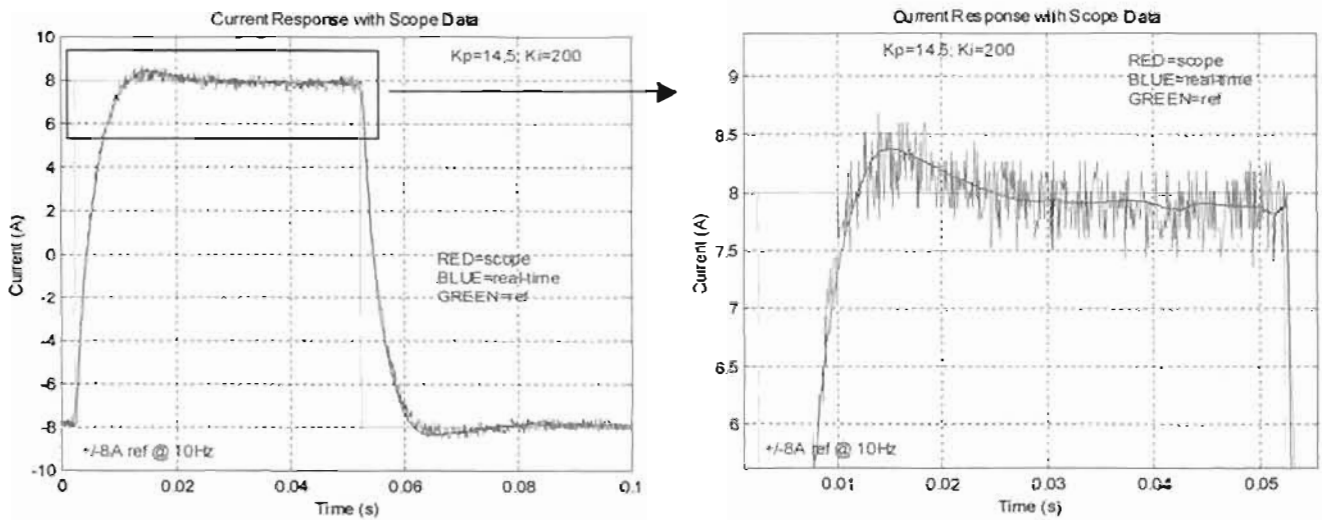 Current Response with Scope Data
10
8
6
4
2
0
-2
-4
-6
-8
-10
Current (A)
Kp=14.5; Ki=200
RED=scope
BLUE=real-time
GREEN=ref
+/-8A ref @ 10Hz
0
0.02
0.04
0.06
0.08
0.1
Time (s)
Current Response with Scope Data
9
8.5
8
7.5
7
6.5
6
Current (A)
Kp=14.5; Ki=200
RED=scope
BLUE=real-time
GREEN=ref
+/-8A ref @ 10Hz
0.01
0.02
0.03
0.04
0.05
Time (s)